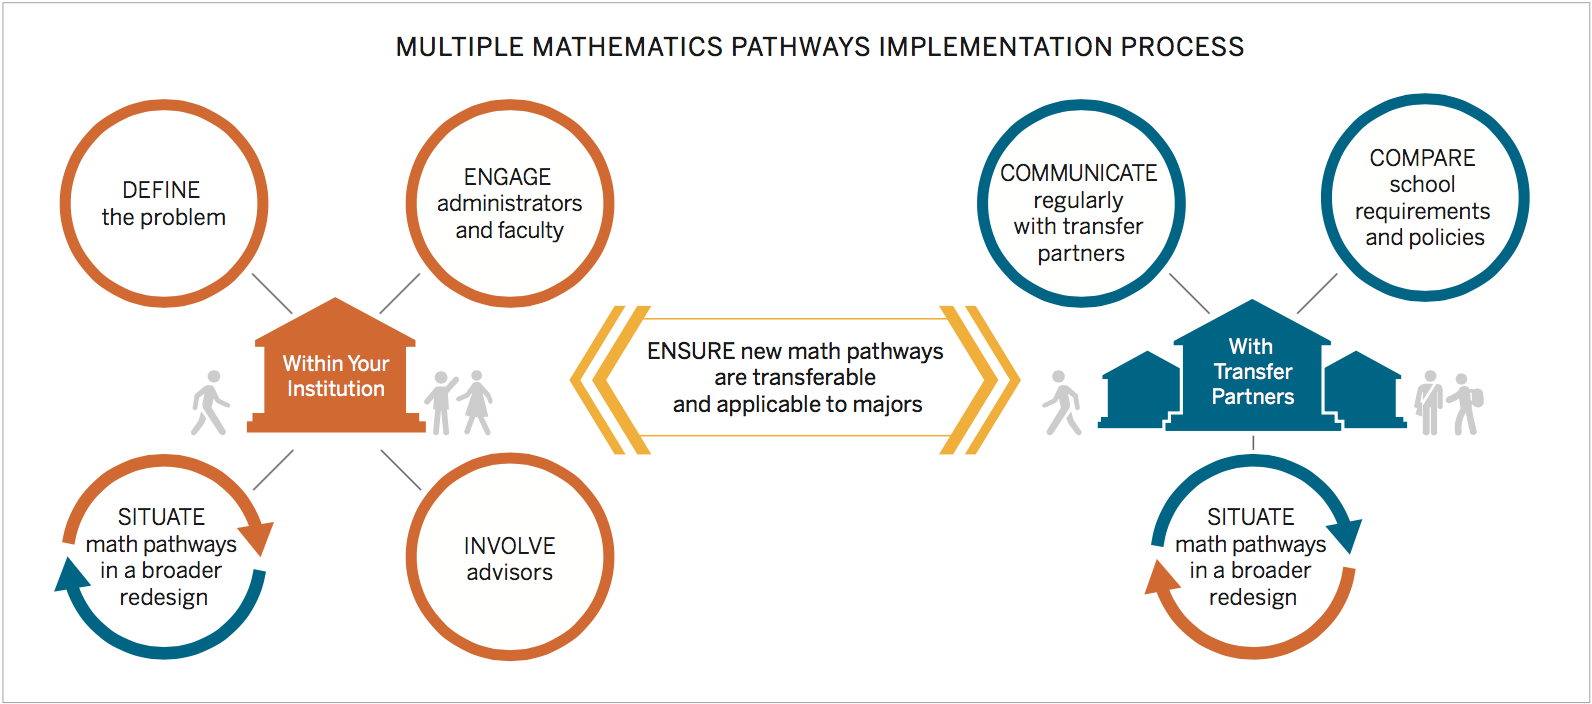 MULTIPLE MATHEMATICS PATHWAYS IMPLEMENTATION PROCESS
DEFINE
the problem
ENGAGE
administrators
and faculty
Within Your
Institution
SITUATE
math pathways
in a broader
redesign
INVOLVE
advisors
ENSURE new math pathways
are transferable
and applicable to majors
COMMUNICATE
regularly
with transfer
partners
COMPARE
school
requirements
and policies
With
Transfer
Partners
SITUATE
math pathways
in a broader
redesign